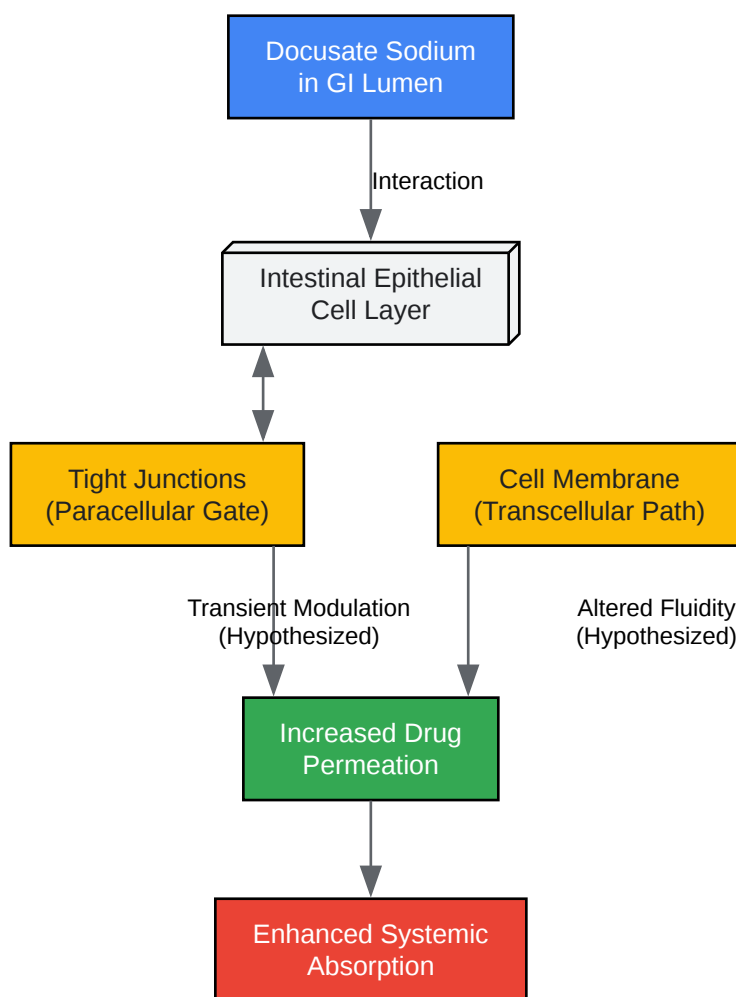 Docusate Sodium
in GI Lumen
Interaction
Intestinal Epithelial
Cell Layer
Tight Junctions
(Paracellular Gate)
Cell Membrane
(Transcellular Path)
Transient Modulation
(Hypothesized)
Altered Fluidity
(Hypothesized)
Increased Drug
Permeation
Enhanced Systemic
Absorption